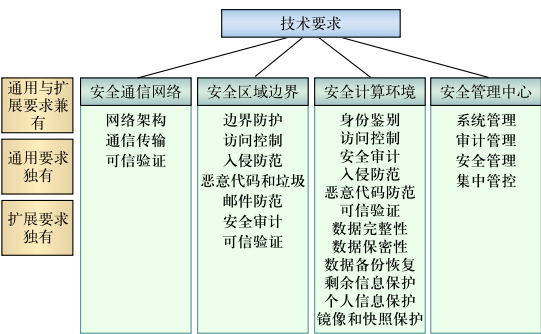 技术要求
通用与扩
展要求兼
有
通用要求
独有
扩展要求
独有
安全通信网络
网络架构
通信传输
可信验证
安全区域边界
边界防护
访问控制
入侵防范
恶意代码和垃圾
邮件防范
安全审计
可信验证
安全计算环境
身份鉴别
访问控制
安全审计
入侵防范
恶意代码防范
可信验证
数据完整性
数据保密性
数据备份恢复
剩余信息保护
个人信息保护
镜像和快照保护
安全管理中心
系统管理
审计管理
安全管理
集中管控